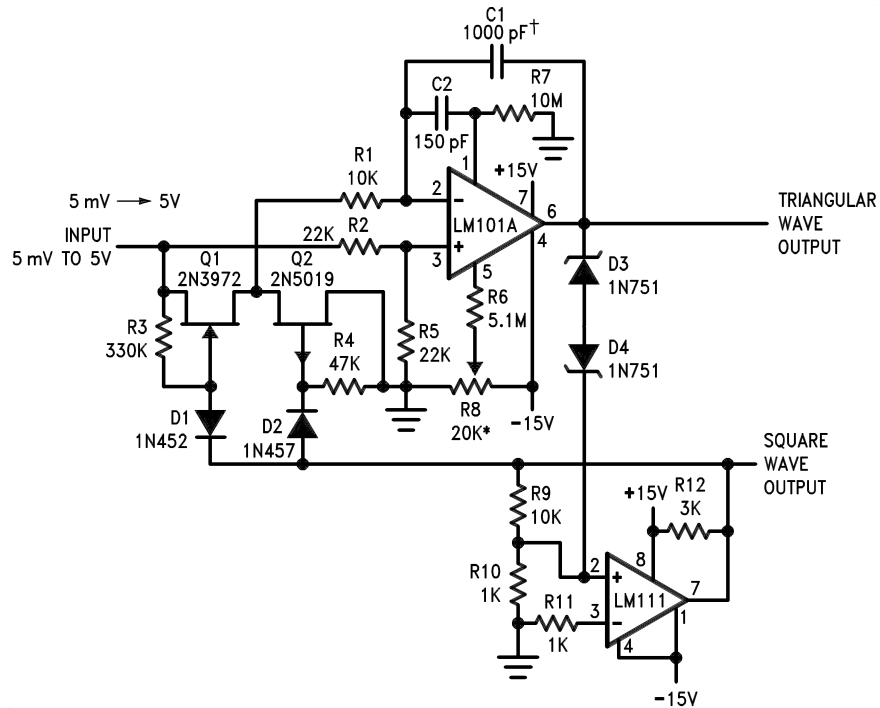 C1
1000 pF†
C2
150 pF
R7
10M
R1
10K
1
+15V
7
2
−
LM101A
6
4
+
3
5
5 mV → 5V
INPUT
5 mV TO 5V
22K
R2
TRIANGULAR
WAVE
OUTPUT
Q1
2N3972
Q2
2N5019
D3
1N751
R6
5.1M
R3
330K
R4
47K
R5
22K
D4
1N751
R8
20K*
−15V
D1
1N452
D2
1N457
SQUARE
WAVE
OUTPUT
R9
10K
+15V
R12
3K
8
2
+
R10
1K
LM111
7
R11
1K
3
−
1
4
−15V